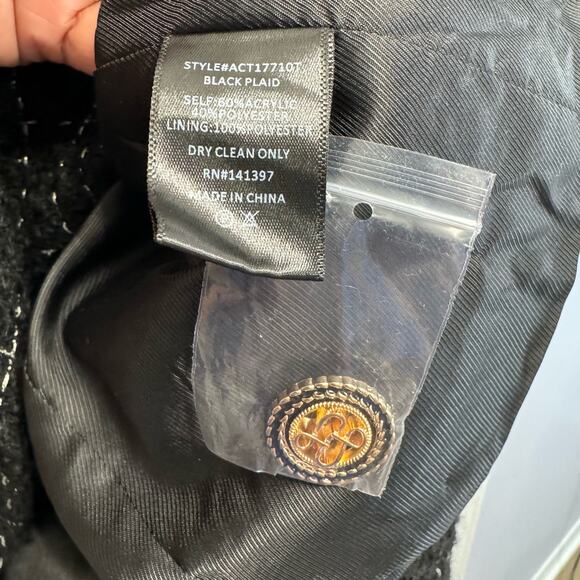 STYLE#ACT17710T
BLACK PLAID
SELF:60%ACRYLIC
40%POLYESTER
LINING:100%POLYESTER
DRY CLEAN ONLY
RN#141397
MADE IN CHINA